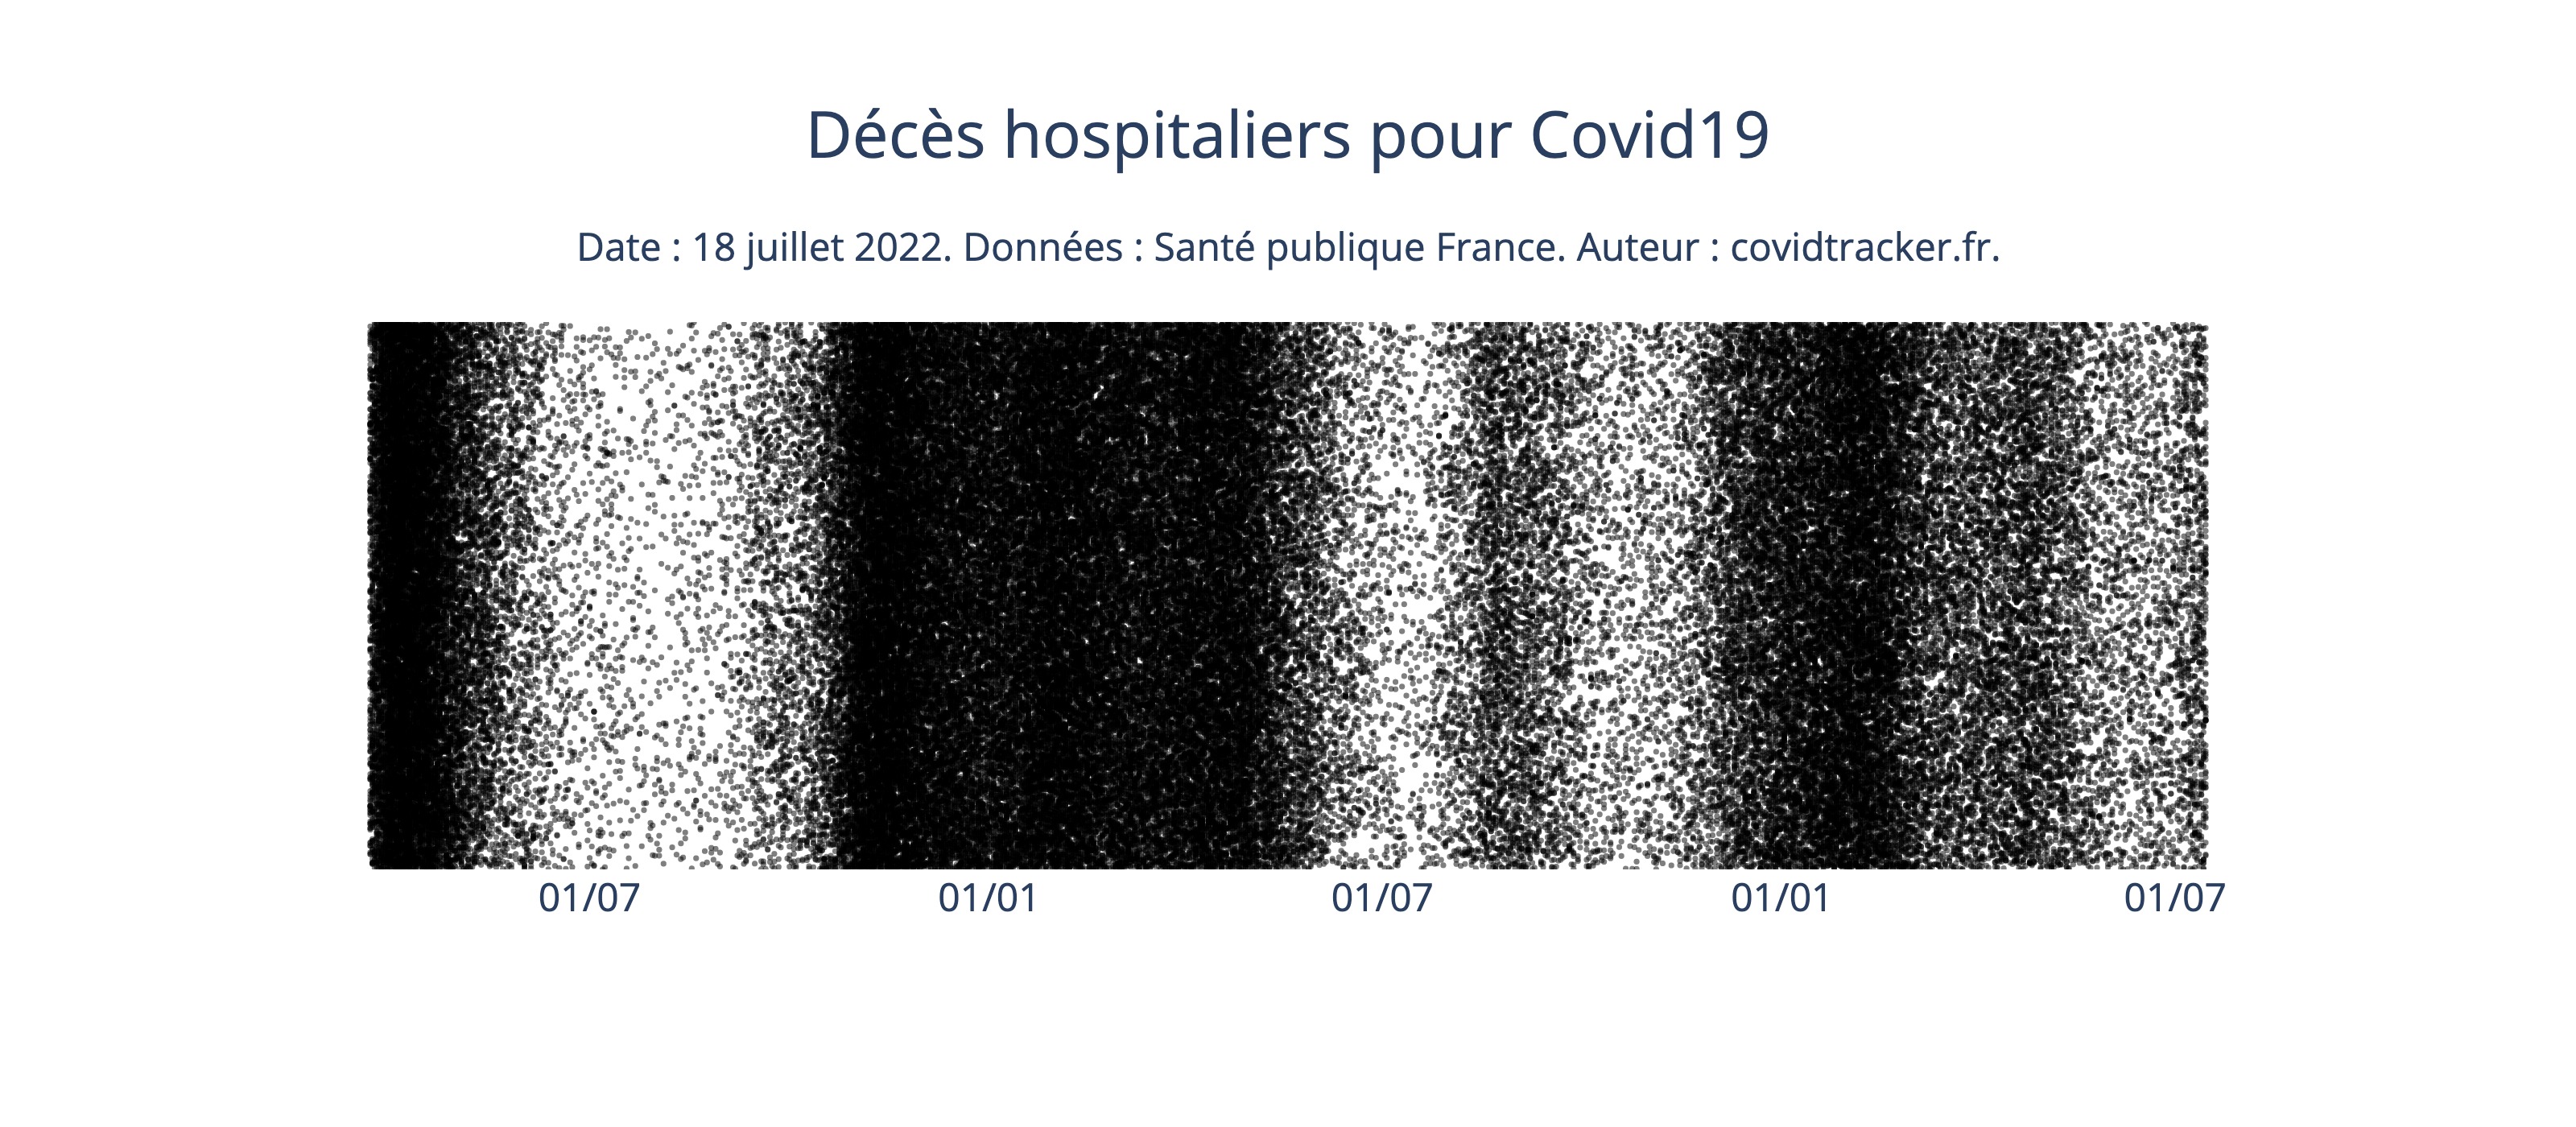 Décès hospitaliers pour Covid19
Date : 18 juillet 2022. Données : Santé publique France. Auteur : covidtracker.fr.
01/07 01/01 01/07 01/01 01/07